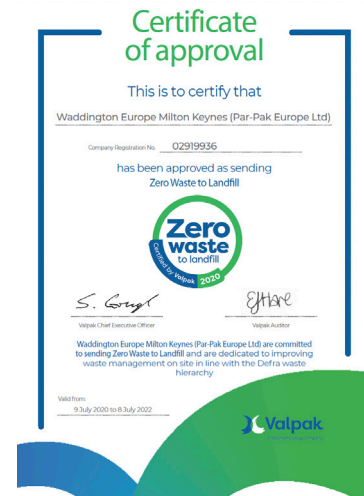 Certificate
of approval
This is to certify that
Waddington Europe Milton Keynes (Par-Pak Europe Ltd)
Company Registration No. 02919936
has been approved as sending
Zero Waste to Landfill
Zero
waste
to landfill
Certified by Valpak 2020
Valpak Chief Executive Officer
Valpak Auditor
Waddington Europe Milton Keynes (Par-Pak Europe Ltd) are committed
to sending Zero Waste to Landfill and are dedicated to improving
waste management on site in line with the Defra waste
hierarchy
Valid from:
9 July 2020 to 8 July 2022
Valpak